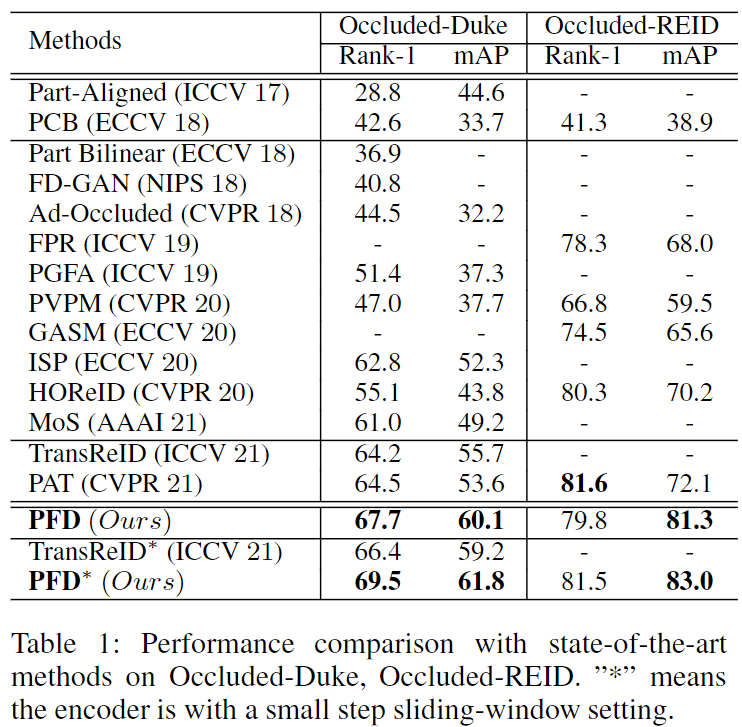 Methods Occluded-Duke Occluded-REID
Rank-1 mAP Rank-1 mAP
Part-Aligned (ICCV 17) 28.8 44.6 - -
PCB (ECCV 18) 42.6 33.7 41.3 38.9
Part Bilinear (ECCV 18) 36.9 - - -
FD-GAN (NIPS 18) 40.8 - - -
Ad-Occluded (CVPR 18) 44.5 32.2 - -
FPR (ICCV 19) - - 78.3 68.0
PGFA (ICCV 19) 51.4 37.3 - -
PVPM (CVPR 20) 47.0 37.7 66.8 59.5
GASM (ECCV 20) - - 74.5 65.6
ISP (ECCV 20) 62.8 52.3 - -
HOReID (CVPR 20) 55.1 43.8 80.3 70.2
MoS (AAAI 21) 61.0 49.2 - -
TransReID (ICCV 21) 64.2 55.7 - -
PAT (CVPR 21) 64.5 53.6 81.6 72.1
PFD (Ours) 67.7 60.1 79.8 81.3
TransReID* (ICCV 21) 66.4 59.2 - -
PFD* (Ours) 69.5 61.8 81.5 83.0
Table 1: Performance comparison with state-of-the-art
methods on Occluded-Duke, Occluded-REID. ”*” means
the encoder is with a small step sliding-window setting.